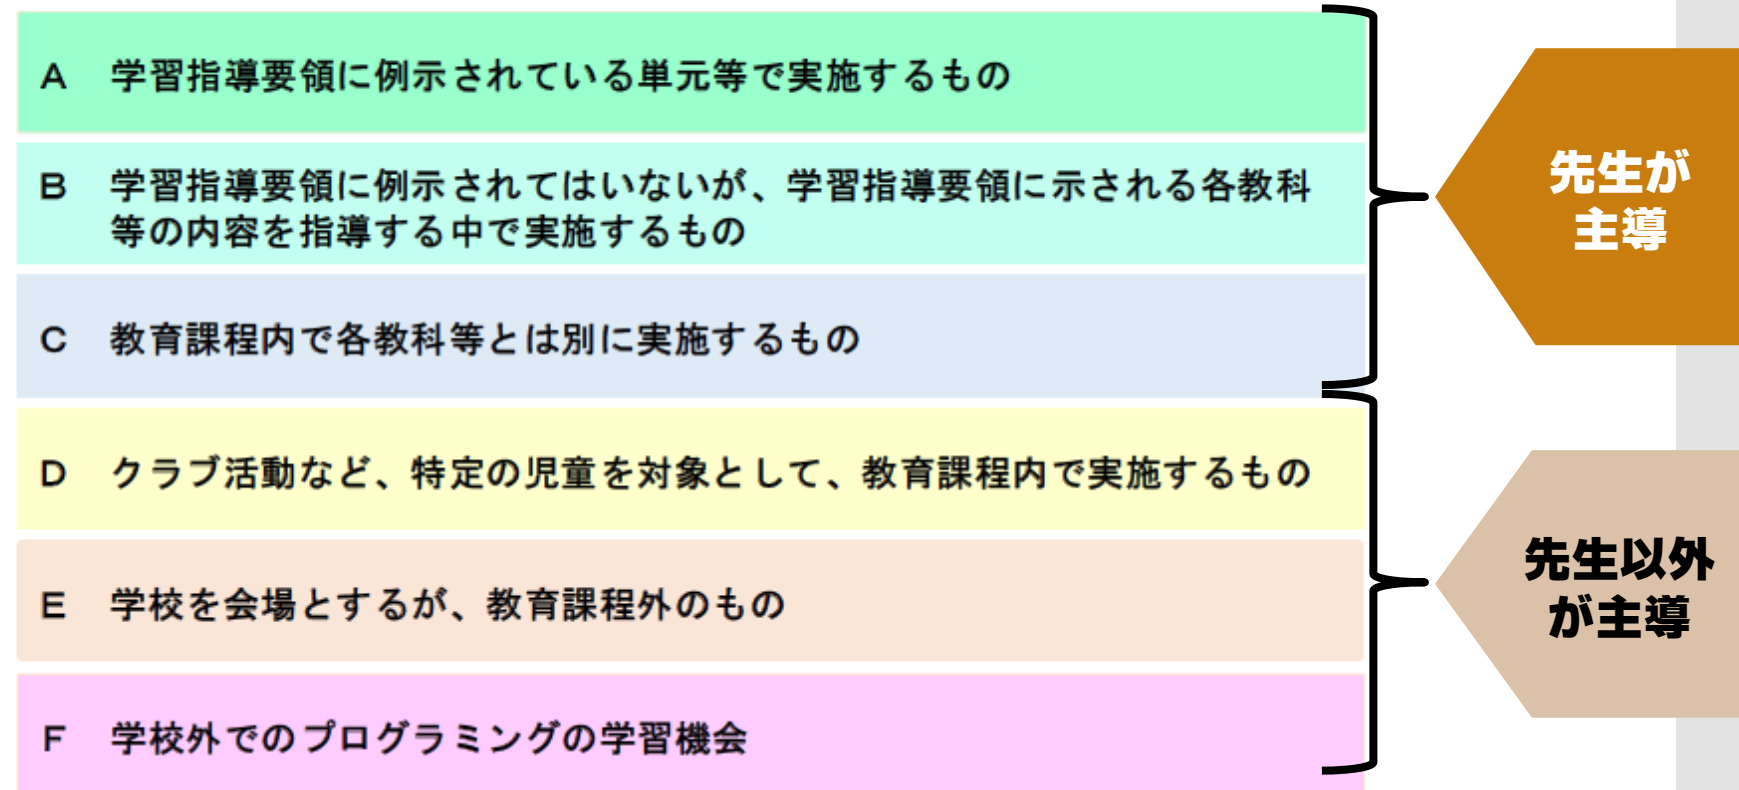 A 学習指導要領に例示されている単元等で実施するもの
B 学習指導要領に例示されてはいないが、学習指導要領に示される各教科
等の内容を指導する中で実施するもの
C 教育課程内で各教科等とは別に実施するもの
先生が
主導
D クラブ活動など、特定の児童を対象として、教育課程内で実施するもの
E 学校を会場とするが、教育課程外のもの
F 学校外でのプログラミングの学習機会
先生以外
が主導